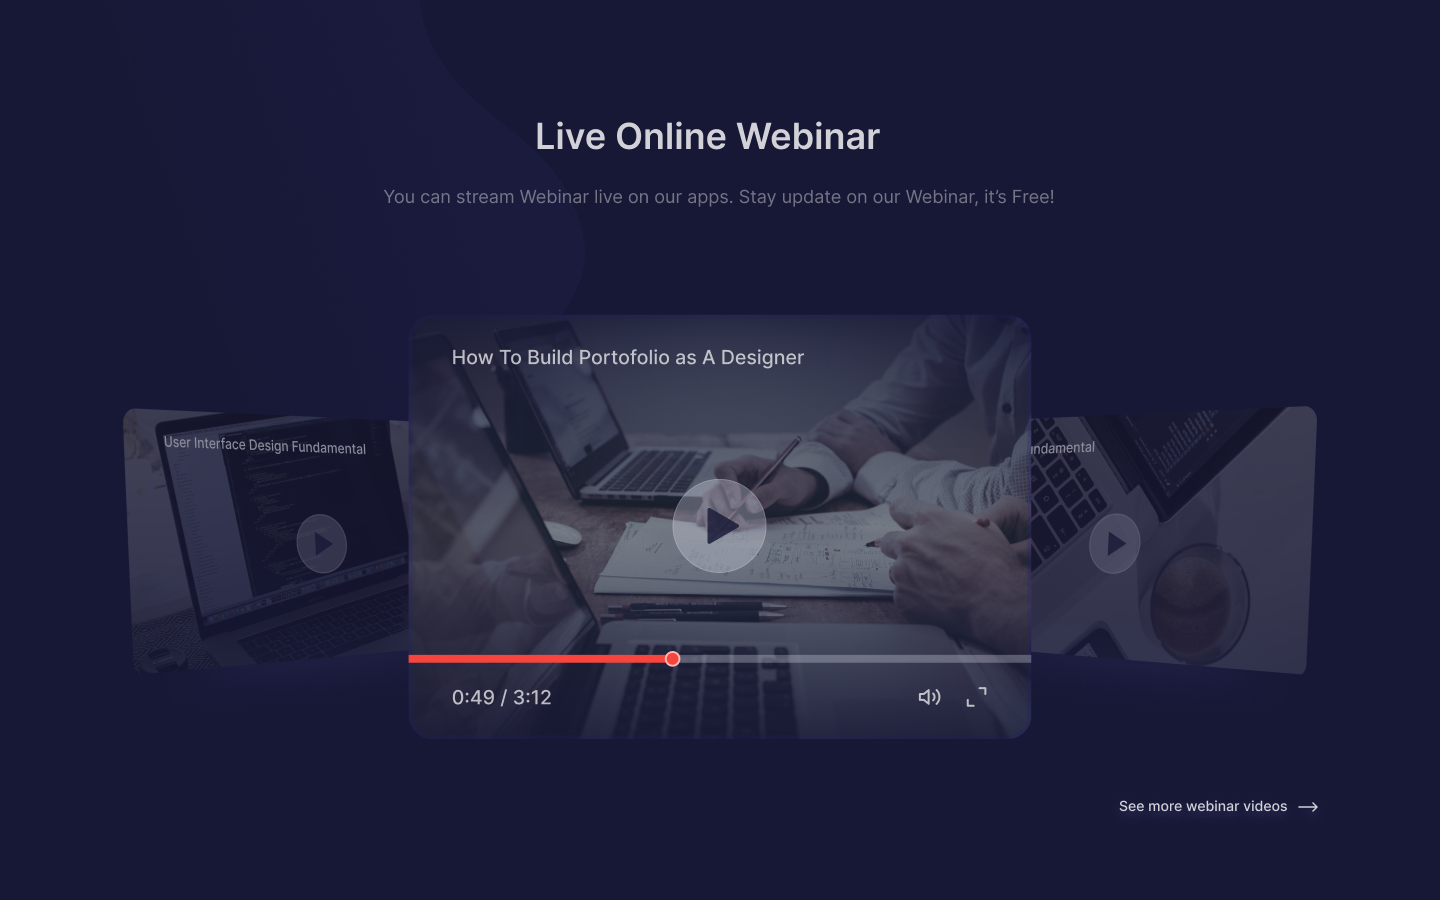 Live Online Webinar
You can stream Webinar live on our apps. Stay update on our Webinar, it’s Free!
How To Build Portofolio as A Designer
User Interface Design Fundamental
0:49 / 3:12
See more webinar videos